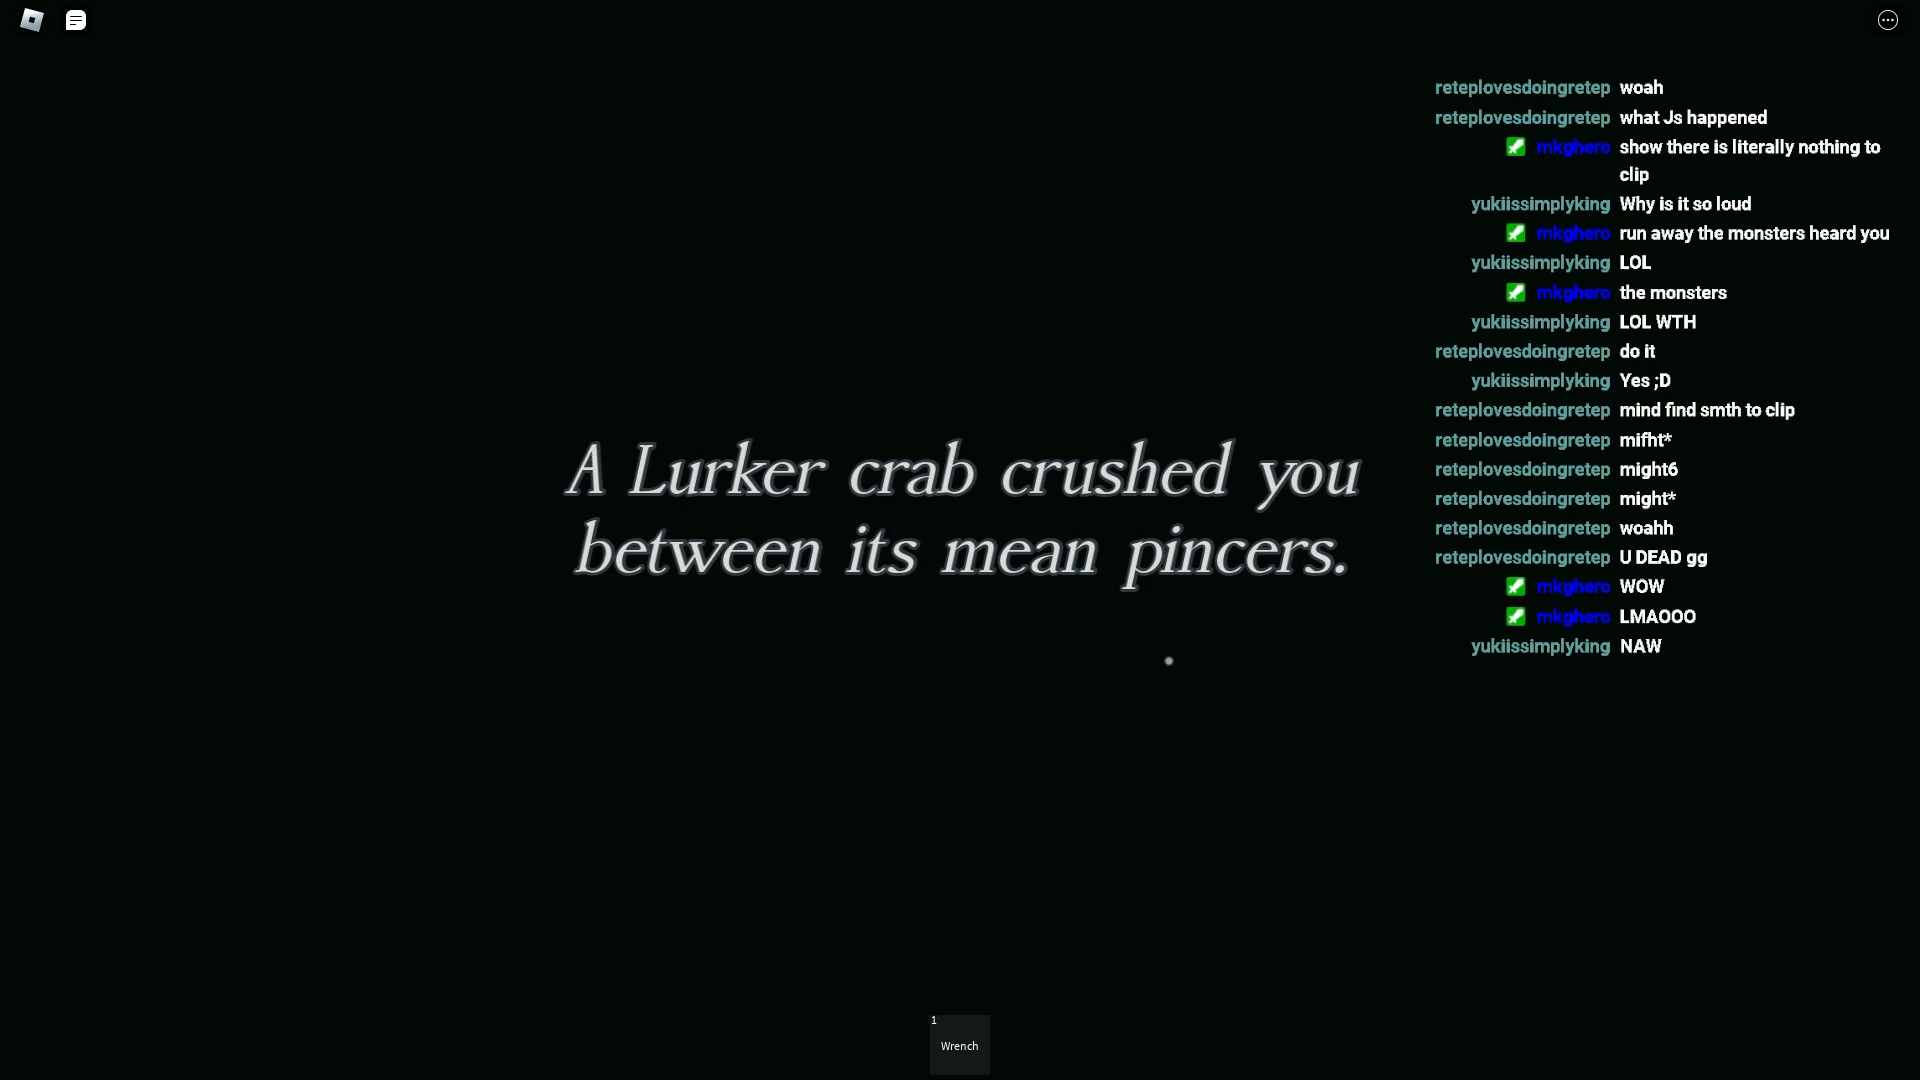 reteplovesdoingretep woah
reteplovesdoingretep what Js happened
mkghero show there is literally nothing to
clip
yukiissimplyking Why is it so loud
mkghero run away the monsters heard you
yukiissimplyking LOL
mkghero the monsters
yukiissimplyking LOL WTH
reteplovesdoingretep do it
yukiissimplyking Yes ;D
reteplovesdoingretep mind find smth to clip
reteplovesdoingretep mifht*
reteplovesdoingretep might6
reteplovesdoingretep might*
reteplovesdoingretep woahh
reteplovesdoingretep U DEAD gg
mkghero WOW
mkghero LMAOOO
yukiissimplyking NAW
A Lurker crab crushed you
between its mean pincers.
1
Wrench